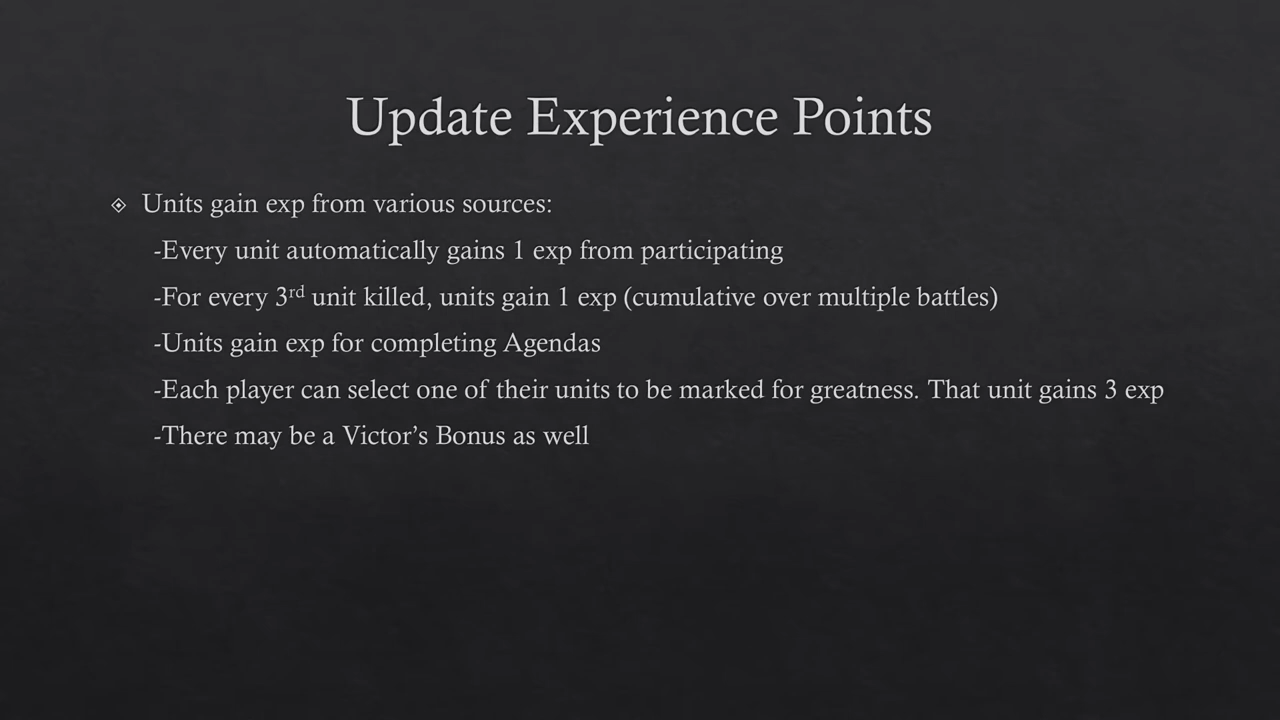 Update Experience Points
Units gain exp from various sources:
-Every unit automatically gains 1 exp from participating
-For every 3rd unit killed, units gain 1 exp (cumulative over multiple battles)
-Units gain exp for completing Agendas
-Each player can select one of their units to be marked for greatness. That unit gains 3 exp
-There may be a Victor’s Bonus as well